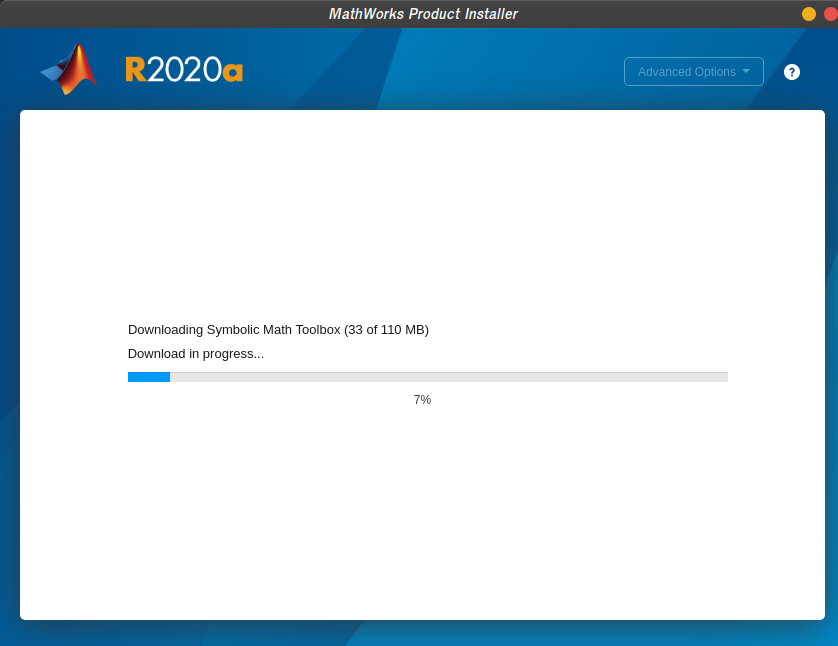 MathWorks Product Installer
R2020a
Advanced Options
?
Downloading Symbolic Math Toolbox (33 of 110 MB)
Download in progress...
7%